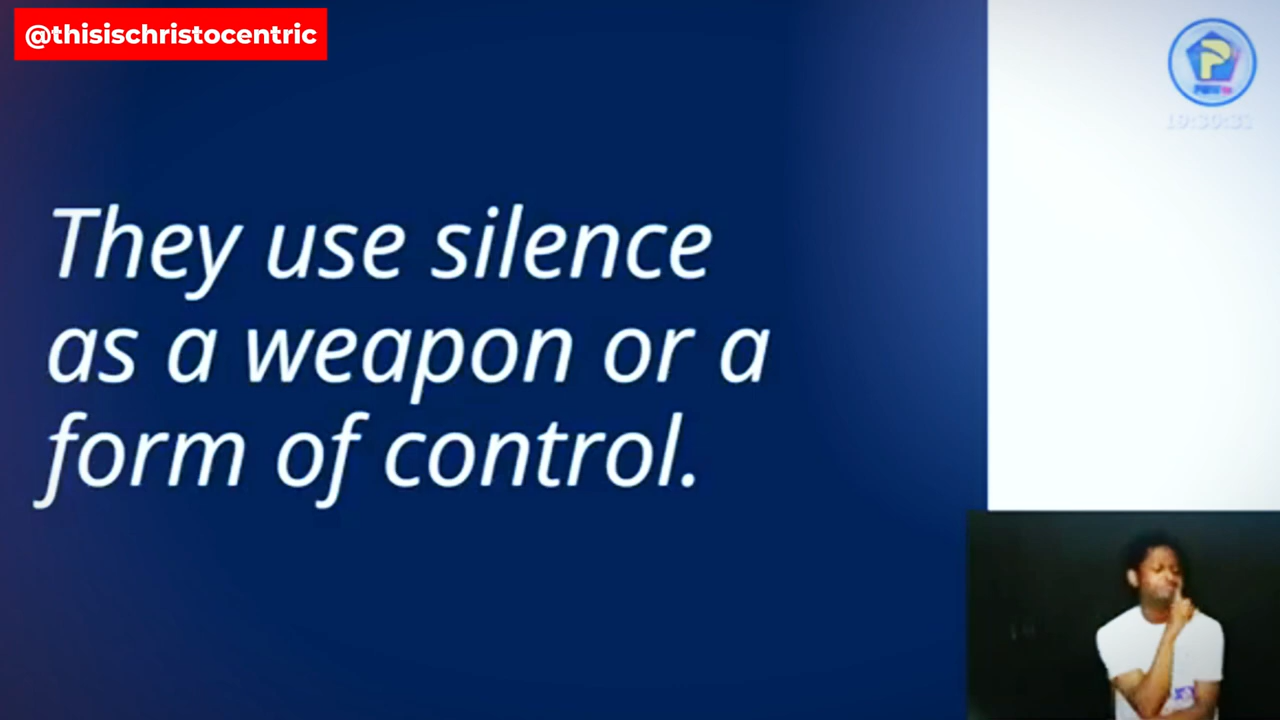 @thisischristocentric
They use silence
as a weapon or a
form of control.